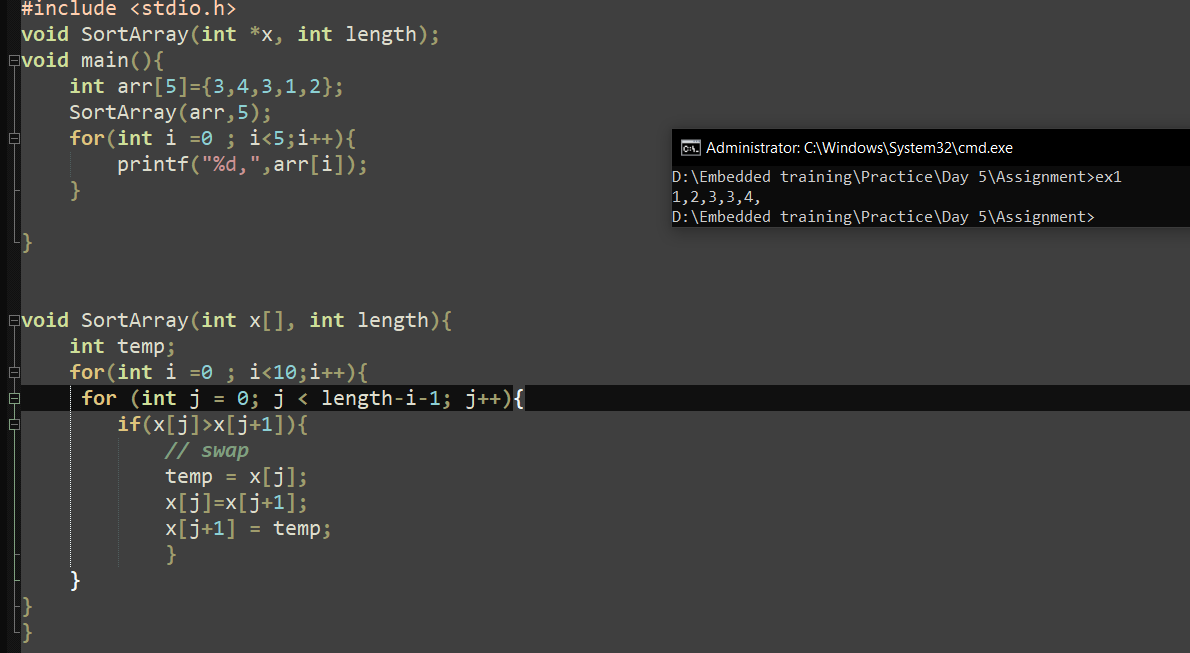 #include <stdio.h>
void SortArray(int *x, int length);
void main(){
    int arr[5]={3,4,3,1,2};
    SortArray(arr,5);
    for(int i =0 ; i<5;i++){
        printf("%d,",arr[i]);
    }
}
void SortArray(int x[], int length){
    int temp;
    for(int i =0 ; i<10;i++){
     for (int j = 0; j < length-i-1; j++){
        if(x[j]>x[j+1]){
            // swap
            temp = x[j];
            x[j]=x[j+1];
            x[j+1] = temp;
            }
    }
}
}
Administrator: C:\Windows\System32\cmd.exe
D:\Embedded training\Practice\Day 5\Assignment>ex1
1,2,3,3,4,
D:\Embedded training\Practice\Day 5\Assignment>